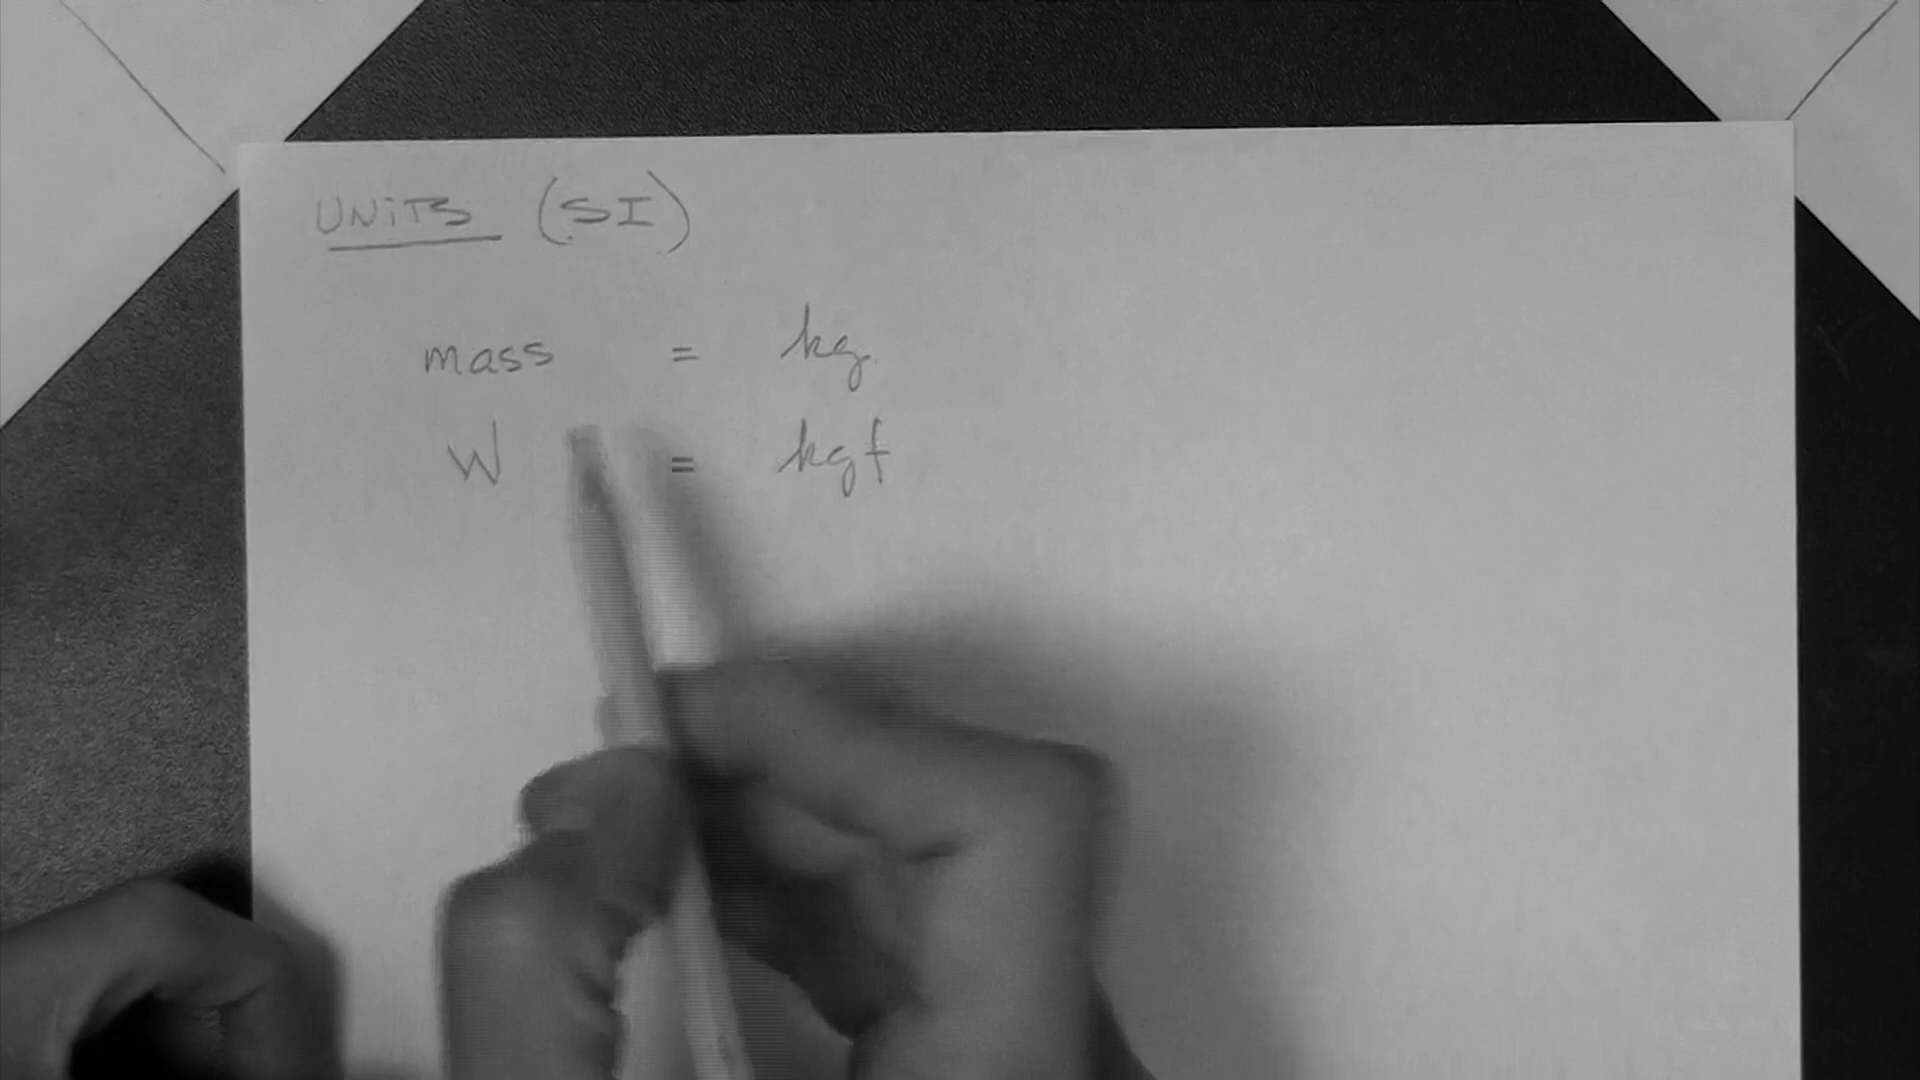 UNiTS (SI)
mass = kg.
W = kgf